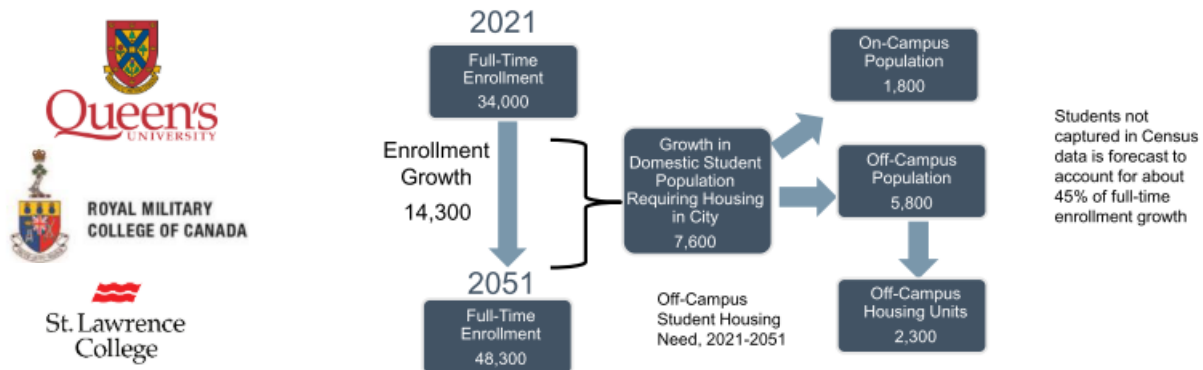 Queen's
UNIVERSITY
ROYAL MILITARY
COLLEGE OF CANADA
St. Lawrence
College
2021
Full-Time
Enrollment
34,000
Enrollment
Growth
14,300
2051
Full-Time
Enrollment
48,300
Growth in
Domestic Student
Population
Requiring Housing
in City
7,600
On-Campus
Population
1,800
Off-Campus
Population
5,800
Off-Campus
Housing Units
2,300
Off-Campus
Student Housing
Need, 2021-2051
Students not
captured in Census
data is forecast to
account for about
45% of full-time
enrollment growth